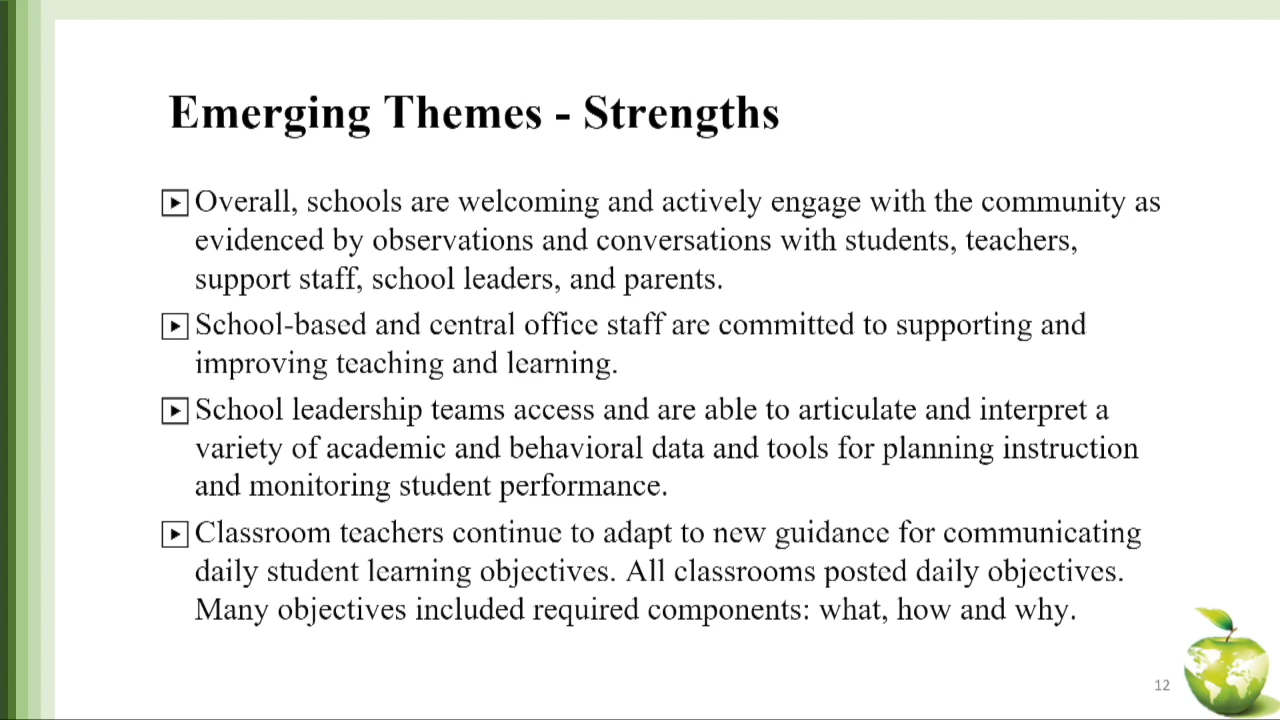 Emerging Themes - Strengths
Overall, schools are welcoming and actively engage with the community as
evidenced by observations and conversations with students, teachers,
support staff, school leaders, and parents.
School-based and central office staff are committed to supporting and
improving teaching and learning.
School leadership teams access and are able to articulate and interpret a
variety of academic and behavioral data and tools for planning instruction
and monitoring student performance.
Classroom teachers continue to adapt to new guidance for communicating
daily student learning objectives. All classrooms posted daily objectives.
Many objectives included required components: what, how and why.
12